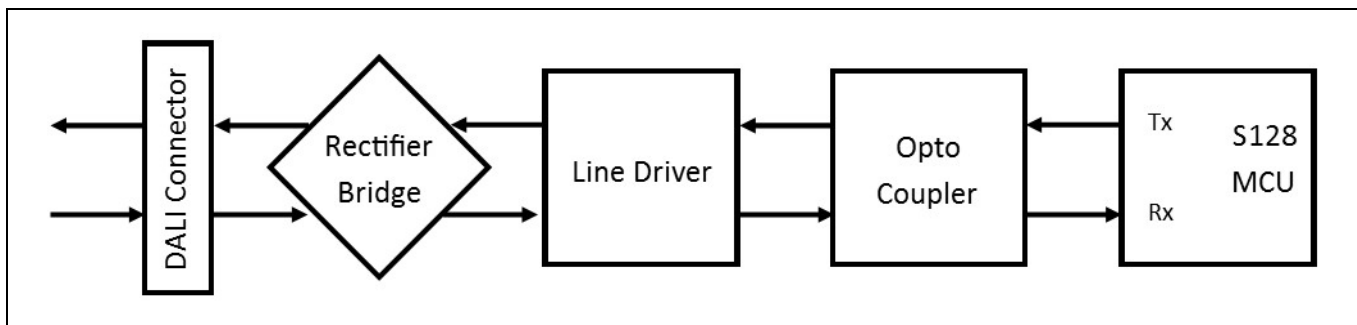 DALI Connector
Rectifier
Bridge
Line Driver
Opto
Coupler
Tx
S128
MCU
Rx